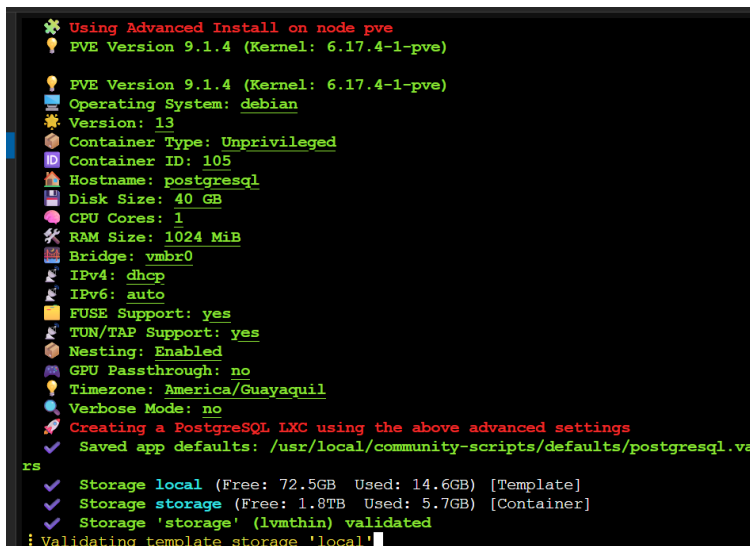 Using Advanced Install on node pve
PVE Version 9.1.4 (Kernel: 6.17.4-1-pve)
PVE Version 9.1.4 (Kernel: 6.17.4-1-pve)
Operating System: debian
Version: 13
Container Type: Unprivileged
ID Container ID: 105
Hostname: postgresql
Disk Size: 40 GB
CPU Cores: 1
RAM Size: 1024 MiB
Bridge: vmbr0
IPv4: dhcp
IPv6: auto
FUSE Support: yes
TUN/TAP Support: yes
Nesting: Enabled
GPU Passthrough: no
Timezone: America/Guayaquil
Verbose Mode: no
Creating a PostgreSQL LXC using the above advanced settings
Saved app defaults: /usr/local/community-scripts/defaults/postgresql.va
rs
Storage local (Free: 72.5GB  Used: 14.6GB) [Template]
Storage storage (Free: 1.8TB  Used: 5.7GB) [Container]
Storage 'storage' (lvmthin) validated
Validating template storage 'local'